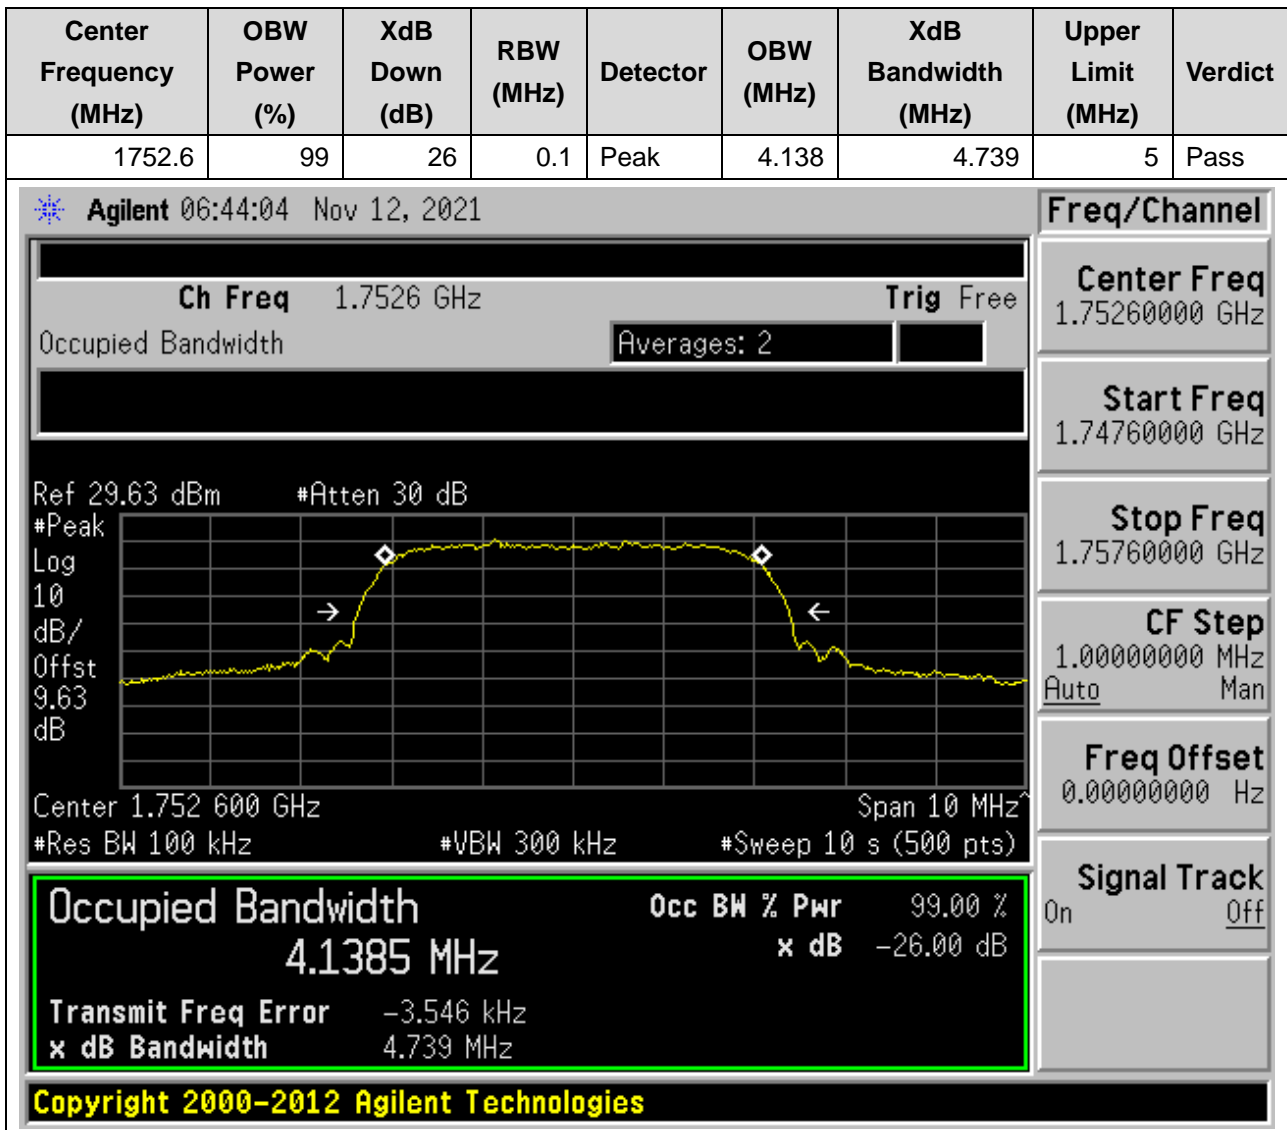 Center Frequency (MHz) OBW Power (%) XdB Down (dB) RBW (MHz) Detector OBW (MHz) XdB Bandwidth (MHz) Upper Limit (MHz) Verdict
1752.6 99 26 0.1 Peak 4.138 4.739 5 Pass
Agilent 06:44:04 Nov 12, 2021
Ch Freq 1.7526 GHz Trig Free
Occupied Bandwidth Averages: 2
Ref 29.63 dBm #Atten 30 dB
#Peak
Log
10
dB/
Offst
9.63
dB
Center 1.752 600 GHz Span 10 MHz^
#Res BW 100 kHz #VBW 300 kHz #Sweep 10 s (500 pts)
Occupied Bandwidth Occ BW % Pwr 99.00 %
4.1385 MHz x dB -26.00 dB
Transmit Freq Error -3.546 kHz
x dB Bandwidth 4.739 MHz
Copyright 2000-2012 Agilent Technologies
Freq/Channel
Center Freq
1.75260000 GHz
Start Freq
1.74760000 GHz
Stop Freq
1.75760000 GHz
CF Step
1.00000000 MHz
Auto Man
Freq Offset
0.00000000 Hz
Signal Track
On Off